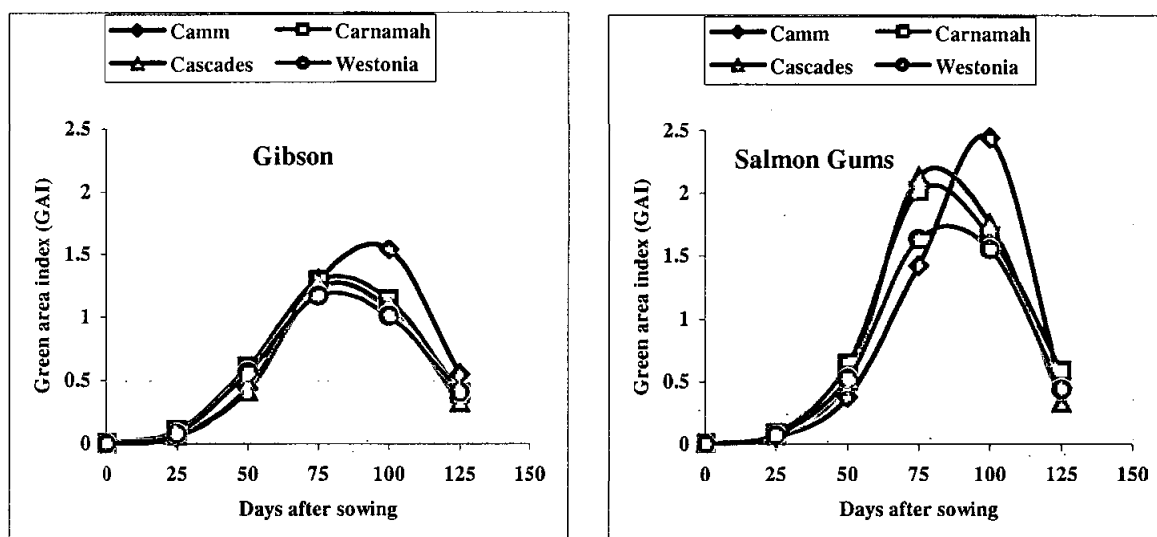 Camm Carnamah
Cascades Westonia
Gibson
Green area index (GAI)
2.5
2
1.5
1
0.5
0
0 25 50 75 100 125 150
Days after sowing
Camm Carnamah
Cascades Westonia
Salmon Gums
Green area index (GAI)
2.5
2
1.5
1
0.5
0
0 25 50 75 100 125 150
Days after sowing